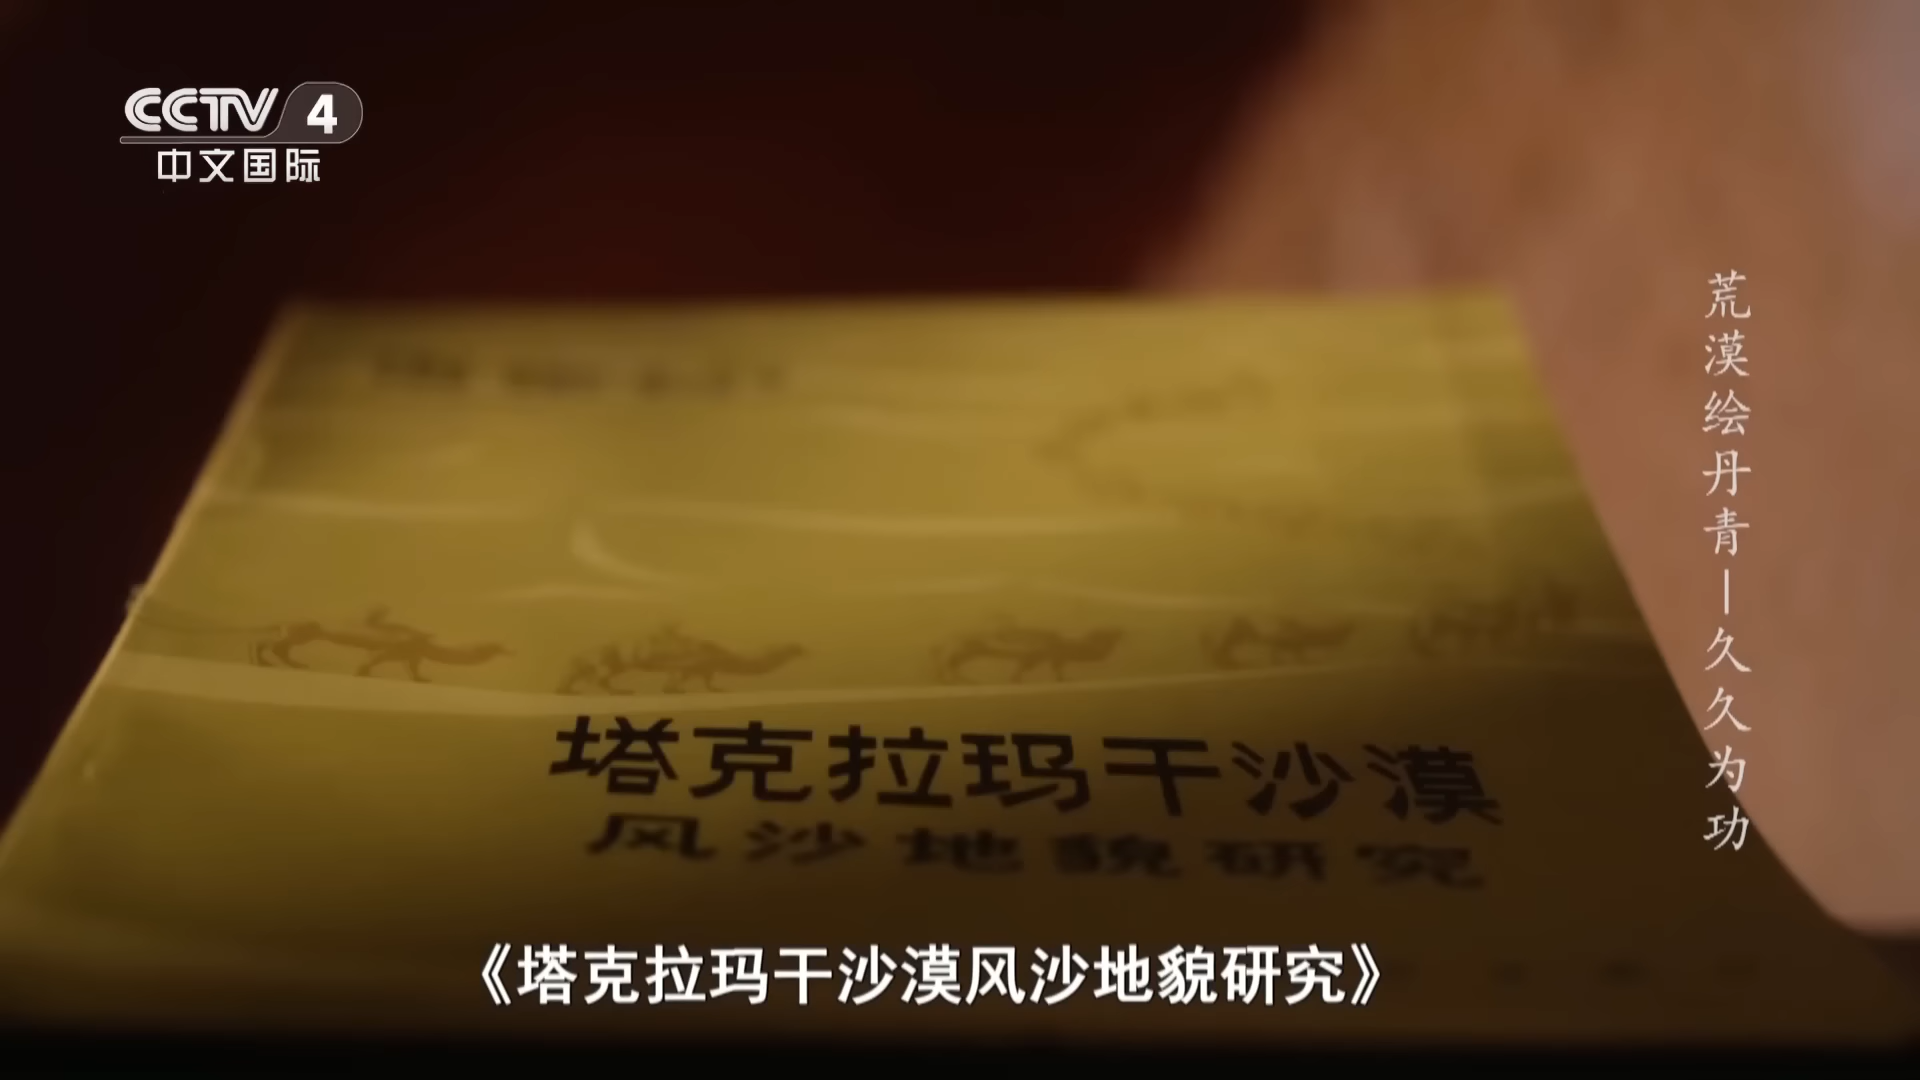 CCTV 4
中文国际
荒漠绘丹青—久久为功
塔克拉玛干沙漠
风沙地貌研究
《塔克拉玛干沙漠风沙地貌研究》